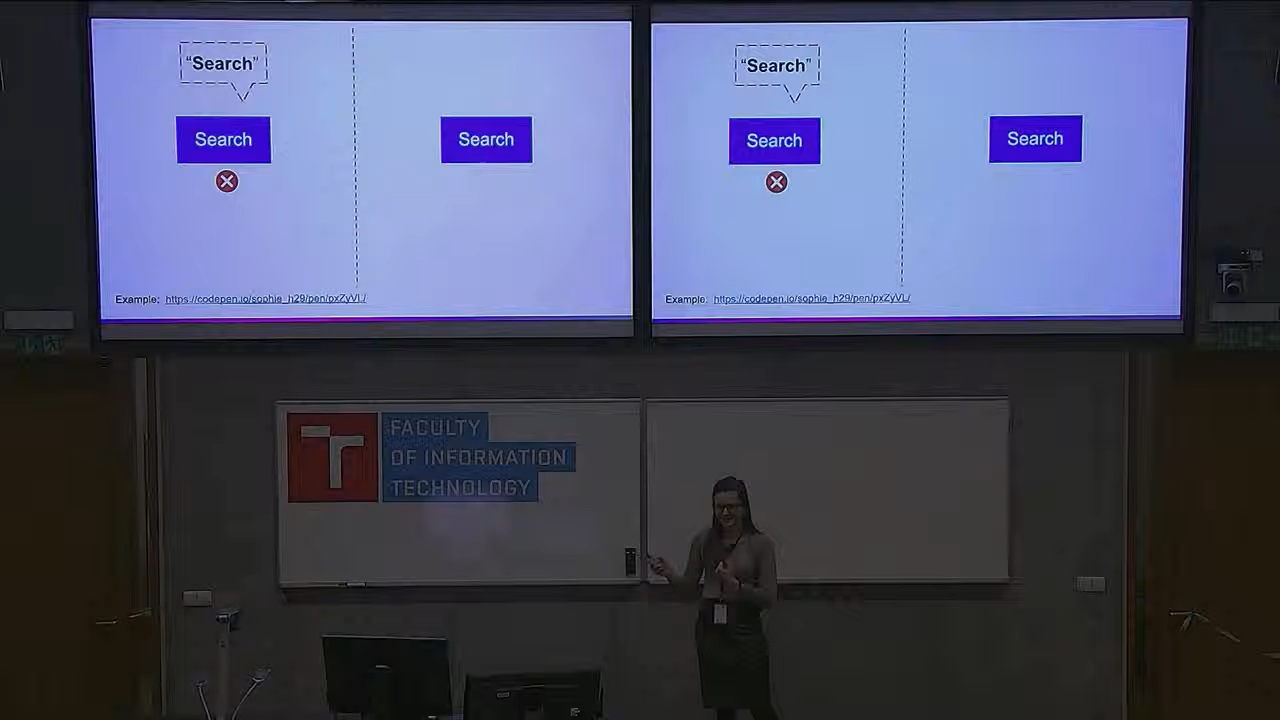 “Search”
Search
Search
Example: https://codepen.io/sophie_h29/pen/pxZyVL/
“Search”
Search
Search
Example: https://codepen.io/sophie_h29/pen/pxZyVL/
FACULTY
OF INFORMATION
TECHNOLOGY